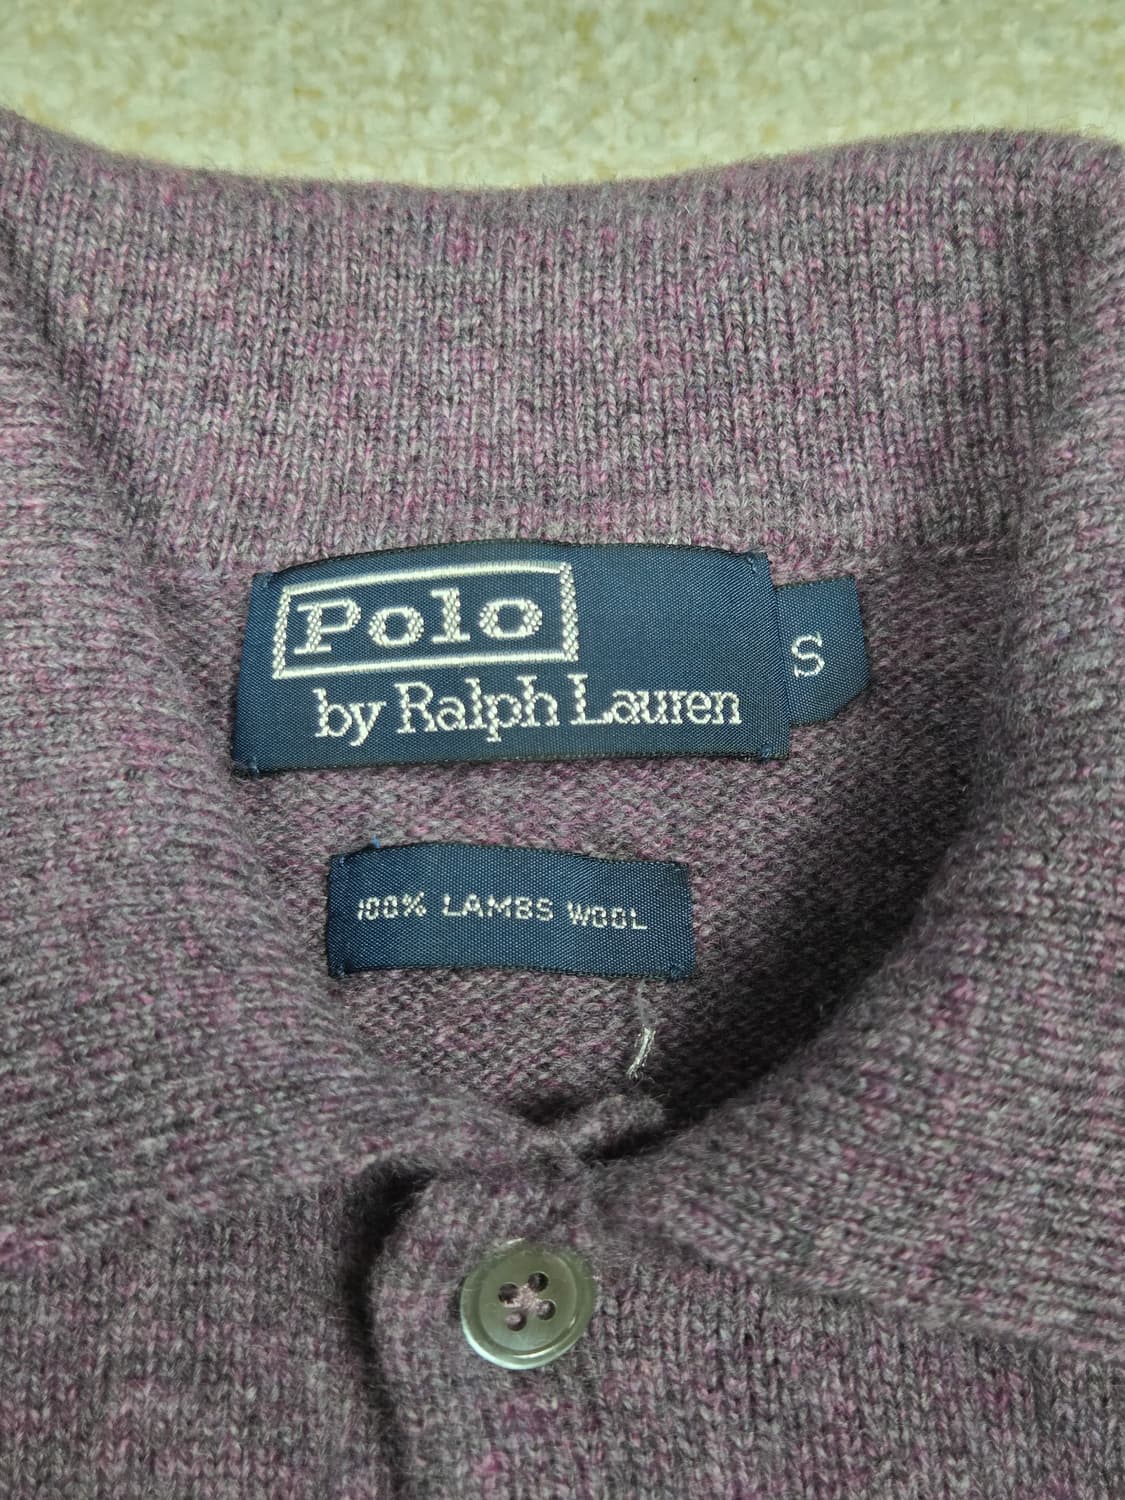 Polo
by Ralph Lauren
S
100% LAMBS WOOL